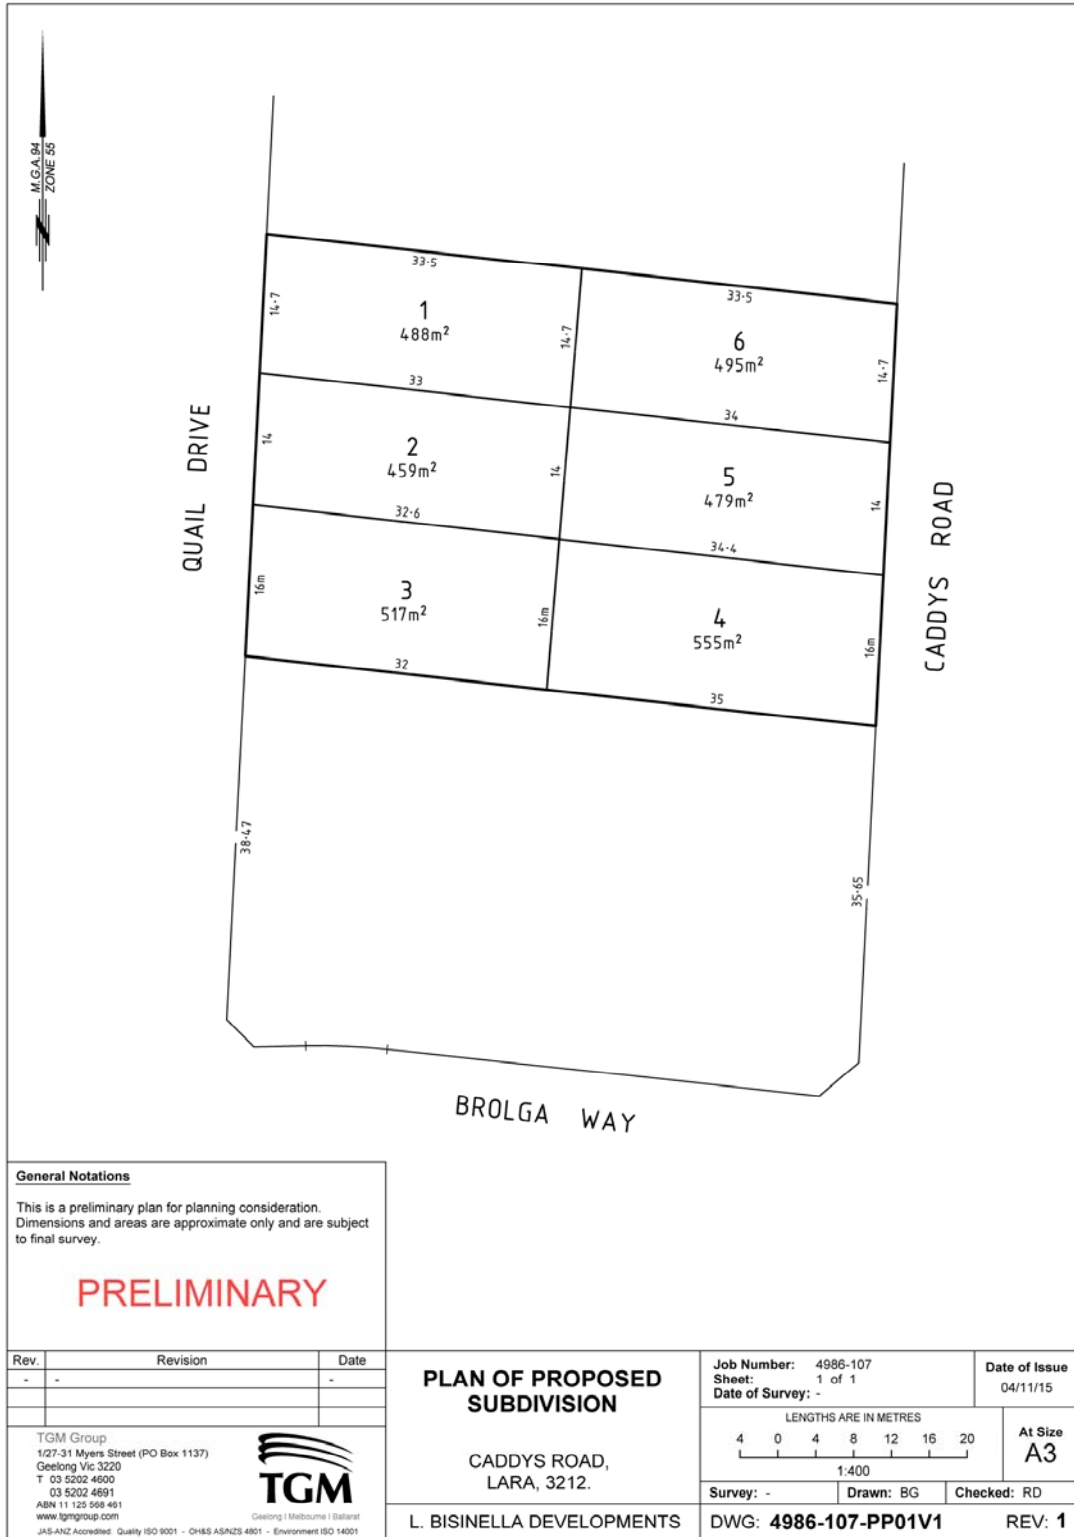 M.G.A.94
ZONE 55
N
33·5
14·7
1
488m²
14·7
33·5
6
495m²
14·7
33
34
QUAIL DRIVE
14
2
459m²
14
5
479m²
14
32·6
34·4
CADDYS ROAD
16m
3
517m²
16m
4
555m²
16m
32
35
38·47
35·65
BROLGA WAY
General Notations
This is a preliminary plan for planning consideration.
Dimensions and areas are approximate only and are subject
to final survey.
PRELIMINARY
Rev. Revision Date
- - -
TGM Group
1/27-31 Myers Street (PO Box 1137)
Geelong Vic 3220
T 03 5202 4600
03 5202 4691
ABN 11 125 568 461
www.tgmgroup.com
TGM
Geelong | Melbourne | Ballarat
JAS-ANZ Accredited: Quality ISO 9001 - OH&S AS/NZS 4801 - Environment ISO 14001
PLAN OF PROPOSED
SUBDIVISION
CADDYS ROAD,
LARA, 3212.
L. BISINELLA DEVELOPMENTS
Job Number: 4986-107
Sheet: 1 of 1
Date of Survey: -
Date of Issue
04/11/15
LENGTHS ARE IN METRES
4 0 4 8 12 16 20
1:400
At Size
A3
Survey: - Drawn: BG Checked: RD
DWG: 4986-107-PP01V1 REV: 1